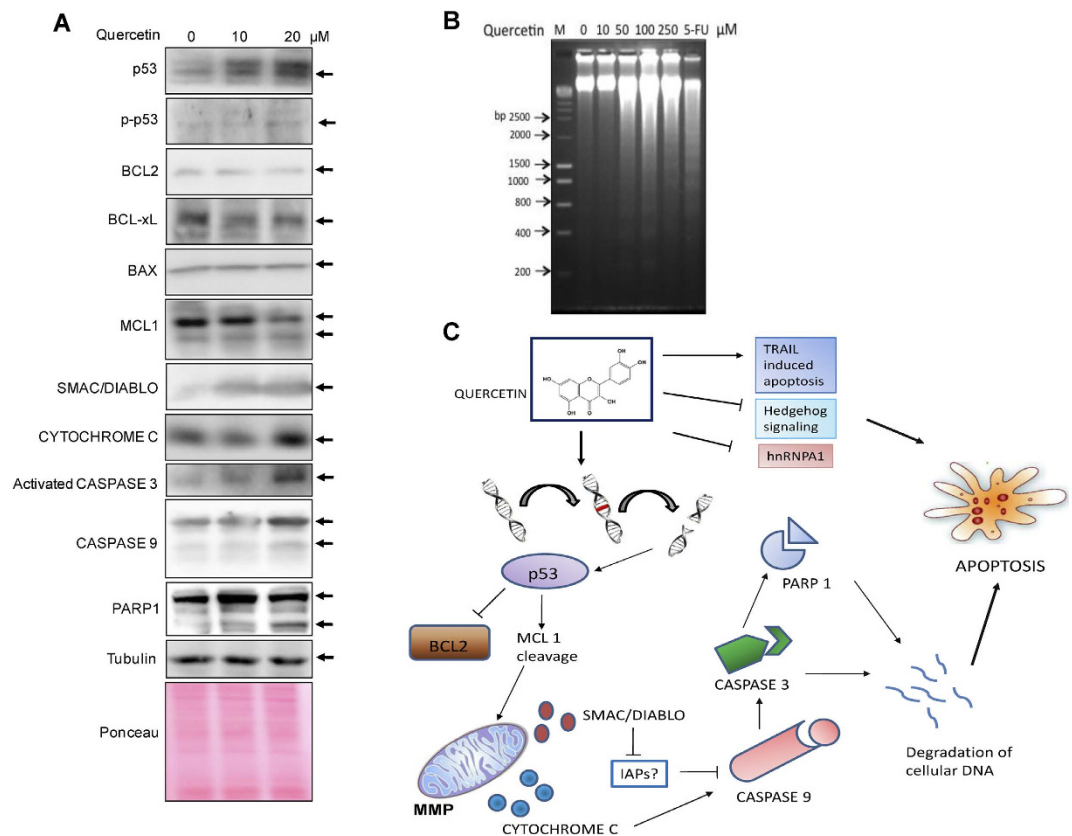 A
Quercetin 0 10 20 µM
p53
p-p53
BCL2
BCL-xL
BAX
MCL1
SMAC/DIABLO
CYTOCHROME C
Activated CASPASE 3
CASPASE 9
PARP1
Tubulin
Ponceau
B
Quercetin M 0 10 50 100 250 5-FU µM
bp 2500
2000
1500
1000
800
400
200
C
QUERCETIN
OH
OH
HO
O
OH
OH
O
TRAIL
induced
apoptosis
Hedgehog
signaling
hnRNPA1
p53
BCL2
MCL 1
cleavage
MMP
SMAC/DIABLO
IAPs?
CYTOCHROME C
CASPASE 9
CASPASE 3
PARP 1
Degradation of
cellular DNA
APOPTOSIS